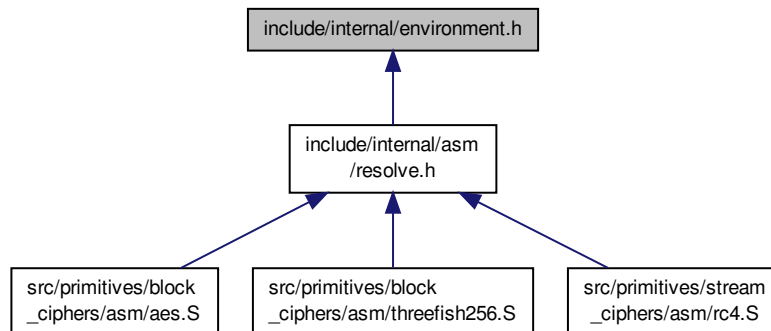 include/internal/environment.h
include/internal/asm
/resolve.h
src/primitives/block
_ciphers/asm/aes.S
src/primitives/block
_ciphers/asm/threefish256.S
src/primitives/stream
_ciphers/asm/rc4.S